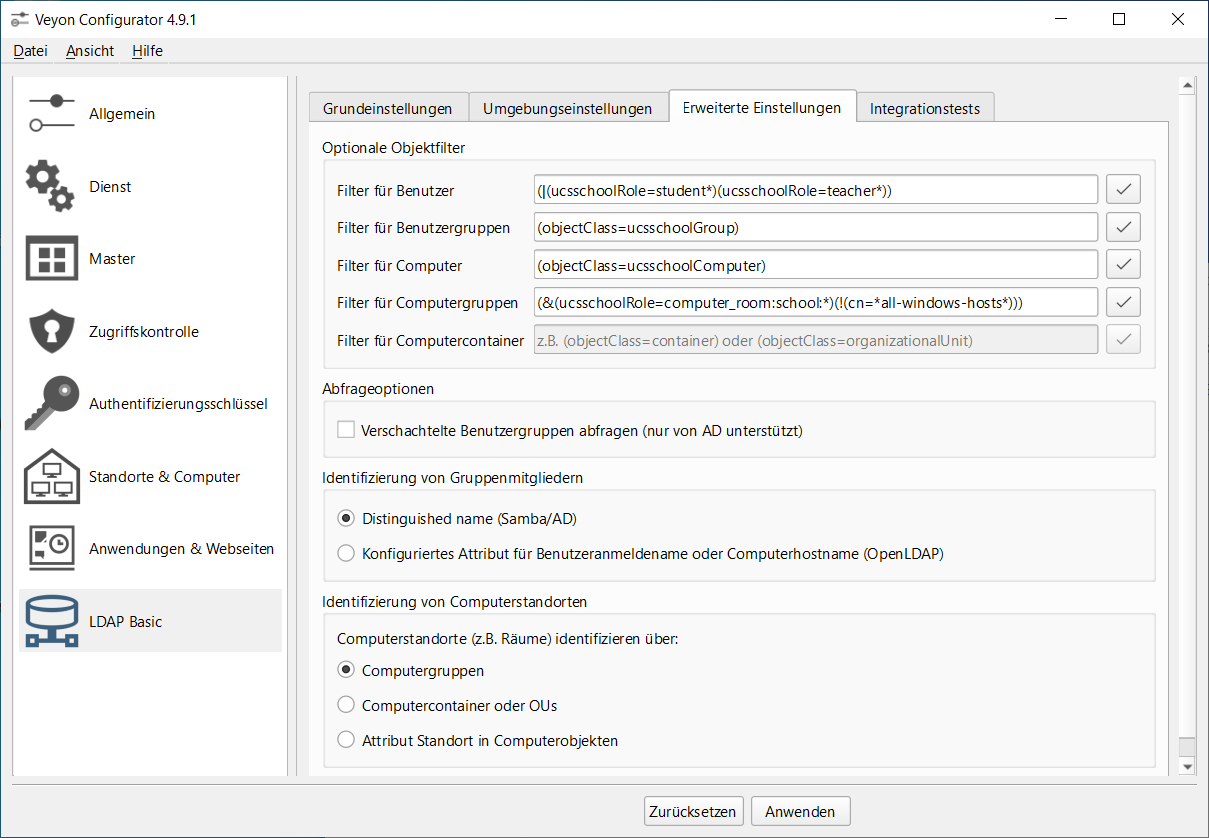 Veyon Configurator 4.9.1
Datei Ansicht Hilfe
Allgemein
Dienst
Master
Zugriffskontrolle
Authentifizierungsschlüssel
Standorte & Computer
Anwendungen & Webseiten
LDAP Basic
Grundeinstellungen Umgebungseinstellungen Erweiterte Einstellungen Integrationstests
Optionale Objektfilter
Filter für Benutzer (|(ucsschoolRole=student*)(ucsschoolRole=teacher*))
Filter für Benutzergruppen (objectClass=ucsschoolGroup)
Filter für Computer (objectClass=ucsschoolComputer)
Filter für Computergruppen (&(ucsschoolRole=computer_room:school:*)(!(cn=*all-windows-hosts*)))
Filter für Computercontainer z.B. (objectClass=container) oder (objectClass=organizationalUnit)
Abfrageoptionen
Verschachtelte Benutzergruppen abfragen (nur von AD unterstützt)
Identifizierung von Gruppenmitgliedern
Distinguished name (Samba/AD)
Konfiguriertes Attribut für Benutzeranmeldename oder Computerhostname (OpenLDAP)
Identifizierung von Computerstandorten
Computerstandorte (z.B. Räume) identifizieren über:
Computergruppen
Computercontainer oder OUs
Attribut Standort in Computerobjekten
Zurücksetzen Anwenden